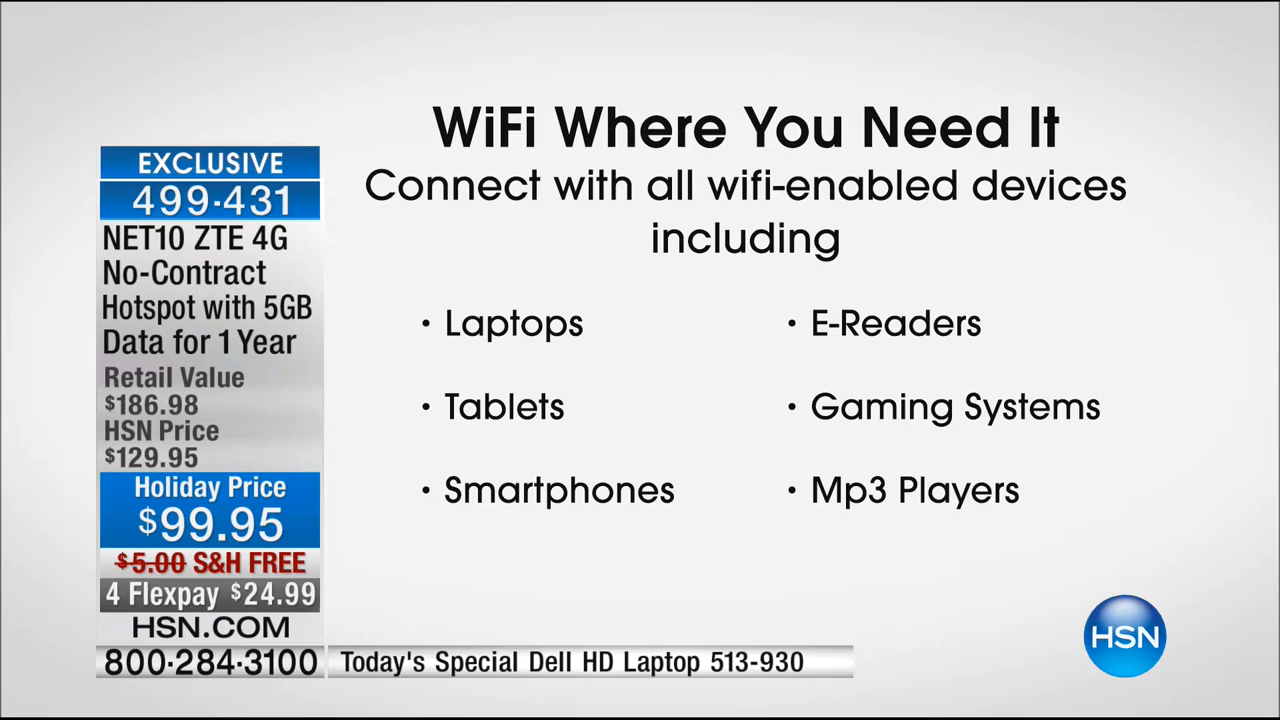 WiFi Where You Need It
Connect with all wifi-enabled devices
including
• Laptops
• E-Readers
• Tablets
• Gaming Systems
• Smartphones
• Mp3 Players
EXCLUSIVE
499·431
NET10 ZTE 4G
No-Contract
Hotspot with 5GB
Data for 1 Year
Retail Value
$186.98
HSN Price
$129.95
Holiday Price
$99.95
$5.00 S&H FREE
4 Flexpay $24.99
HSN.COM
800·284·3100
Today's Special Dell HD Laptop 513-930
HSN